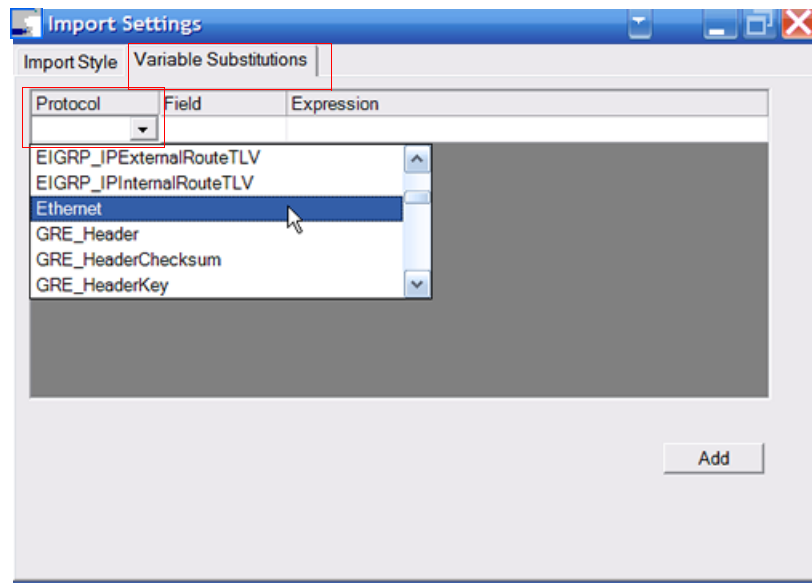 Import Settings
Import Style Variable Substitutions
Protocol Field Expression
EIGRP_IPExternalRouteTLV
EIGRP_IPInternalRouteTLV
Ethernet
GRE_Header
GRE_HeaderChecksum
GRE_HeaderKey
Add